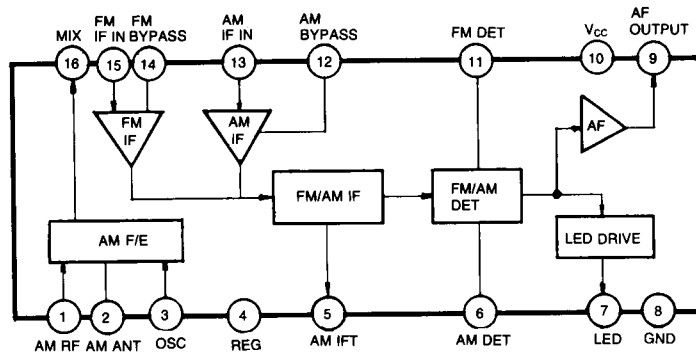 MIX
FM
IF IN
FM
BYPASS
AM
IF IN
AM
BYPASS
FM DET
VCC
AF
OUTPUT
16
15
14
13
12
11
10
9
FM
IF
AM
IF
AF
FM/AM IF
FM/AM
DET
AM F/E
LED DRIVE
1
2
3
4
5
6
7
8
AM RF
AM ANT
OSC
REG
AM IFT
AM DET
LED
GND